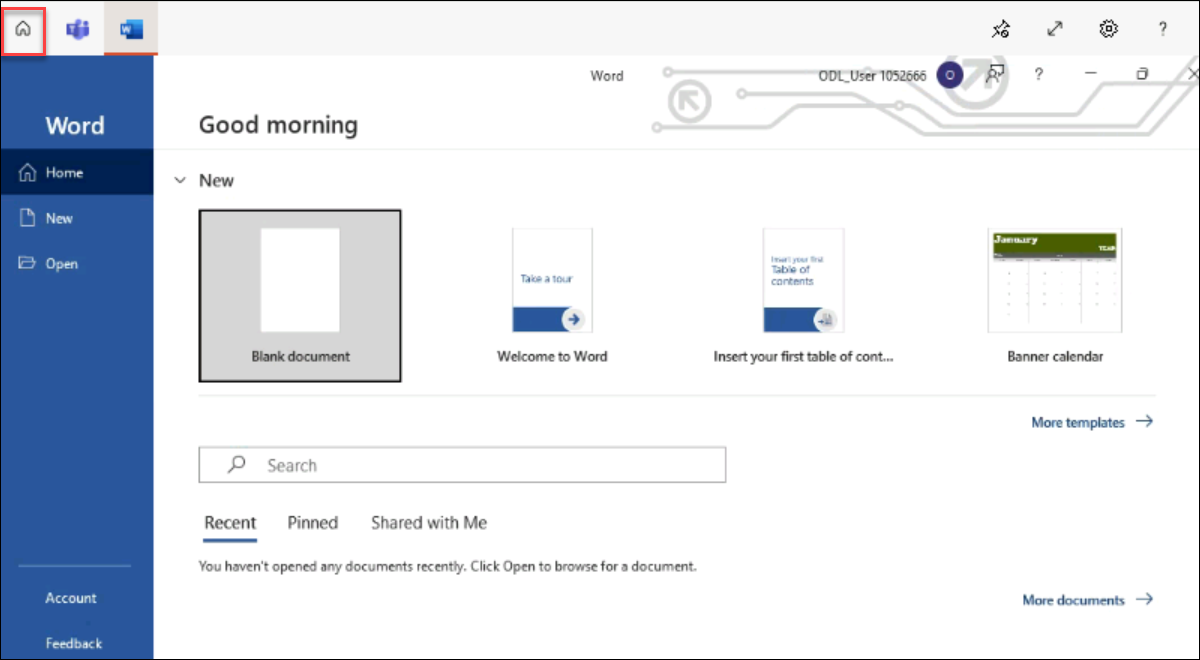 ?
Word
ODL_User 1052666
O
?
Word
Good morning
Home
New
New
Open
Take a tour
Insert your first
Table of
contents
January
YEAR
Blank document
Welcome to Word
Insert your first table of cont...
Banner calendar
More templates
Search
Recent
Pinned
Shared with Me
You haven't opened any documents recently. Click Open to browse for a document.
Account
More documents
Feedback